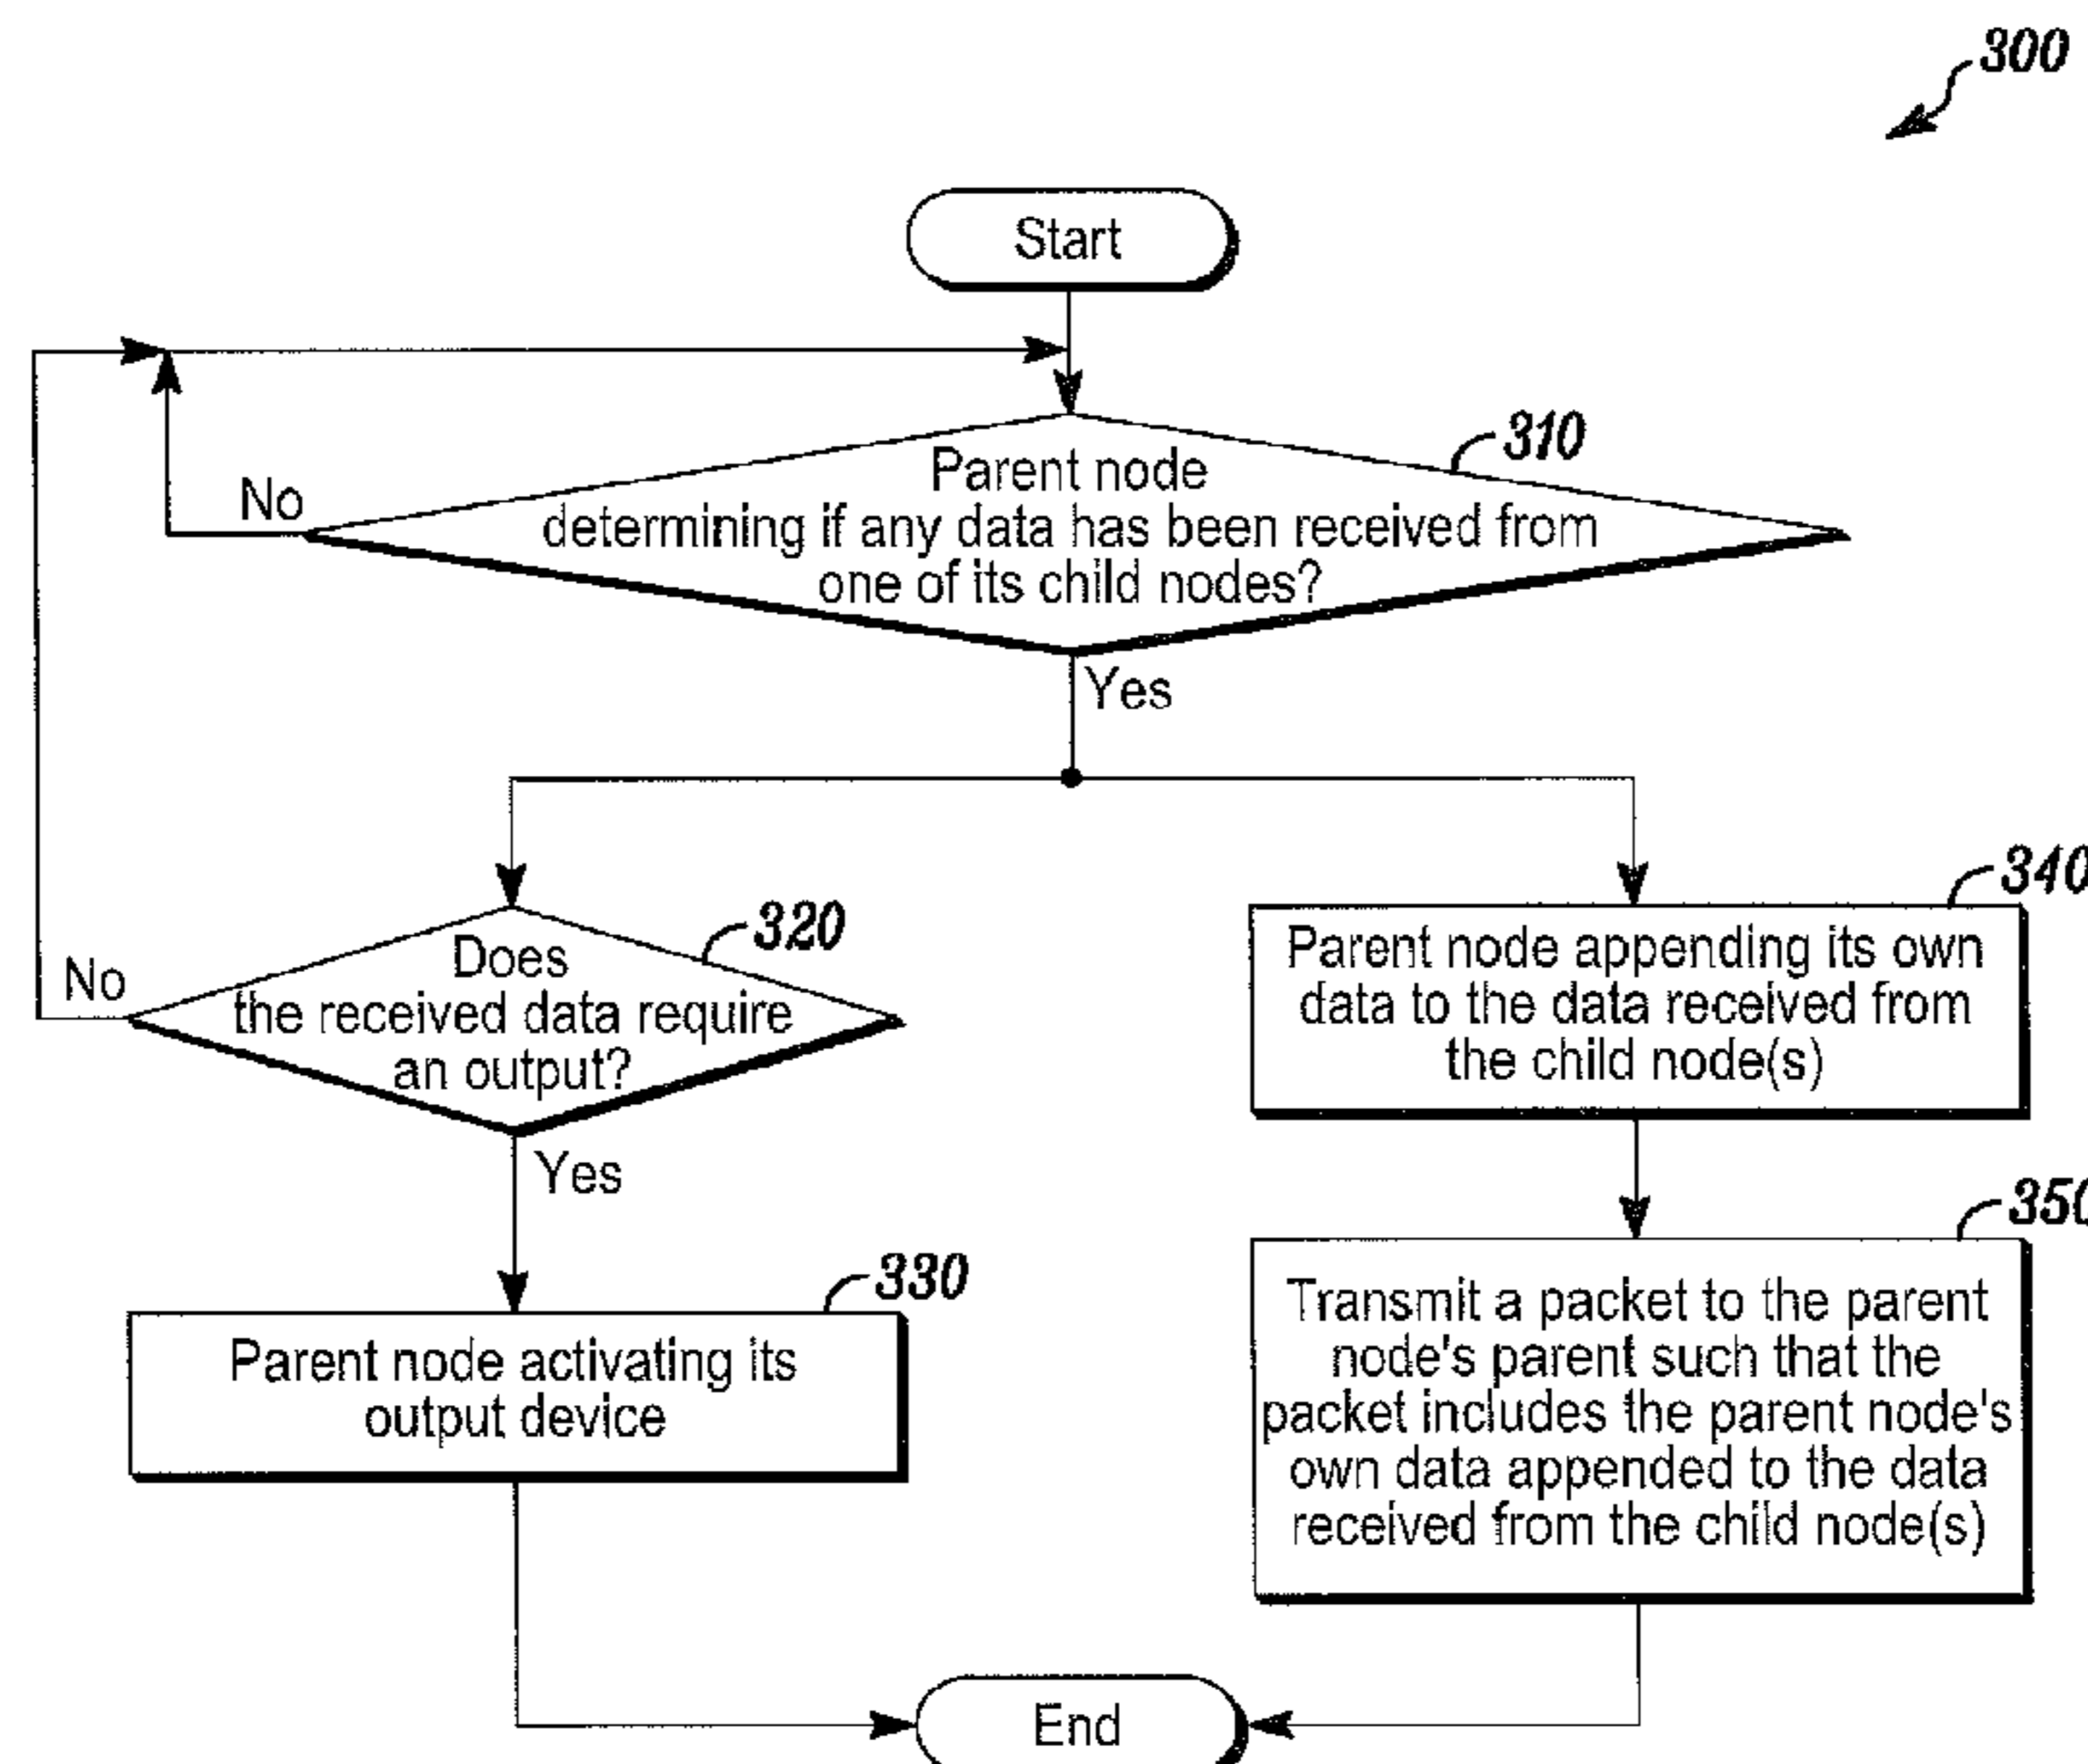 300
Start
310
Parent node
determining if any data has been received from
one of its child nodes?
No
Yes
320
Does
the received data require
an output?
No
Yes
330
Parent node activating its
output device
340
Parent node appending its own
data to the data received from
the child node(s)
350
Transmit a packet to the parent
node's parent such that the
packet includes the parent node's
own data appended to the data
received from the child node(s)
End